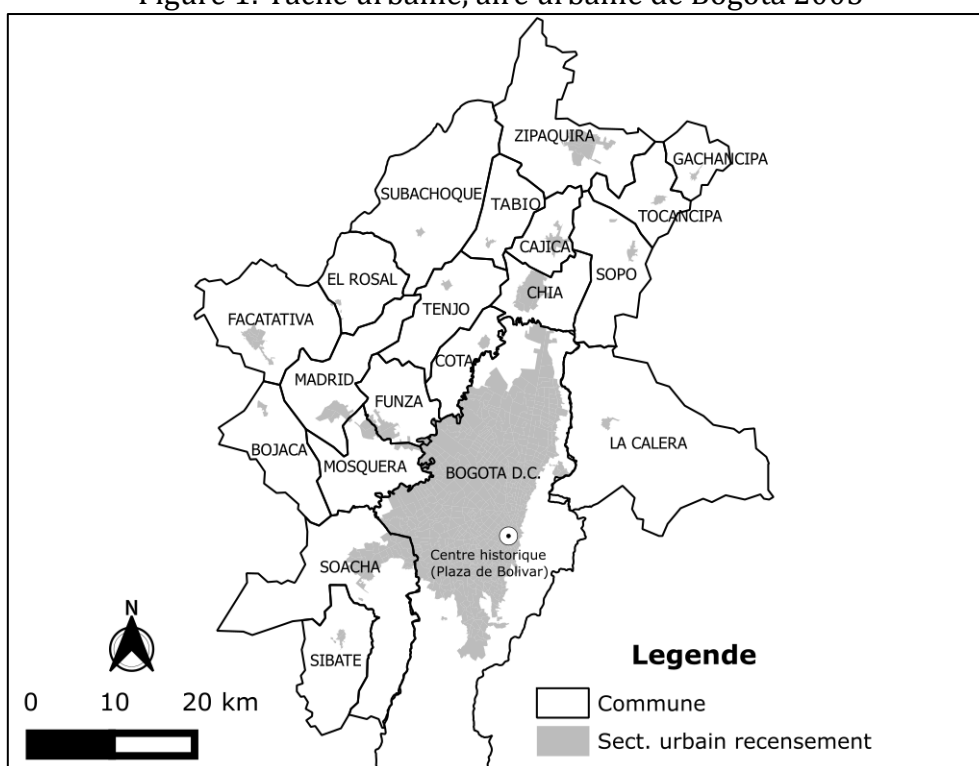 Figure 1: Tache urbaine, aire urbaine de Bogota 2005
ZIPAQUIRA
GACHANCIPA
SUBACHOQUE
TABIO
TOCANCIPA
CAJICA
SOPO
EL ROSAL
CHIA
TENJO
FACATATIVA
COTA
MADRID
FUNZA
LA CALERA
BOJACA
MOSQUERA
BOGOTA D.C.
Centre historique
(Plaza de Bolivar)
SOACHA
N
SIBATE
Legende
0 10 20 km
Commune
Sect. urbain recensement